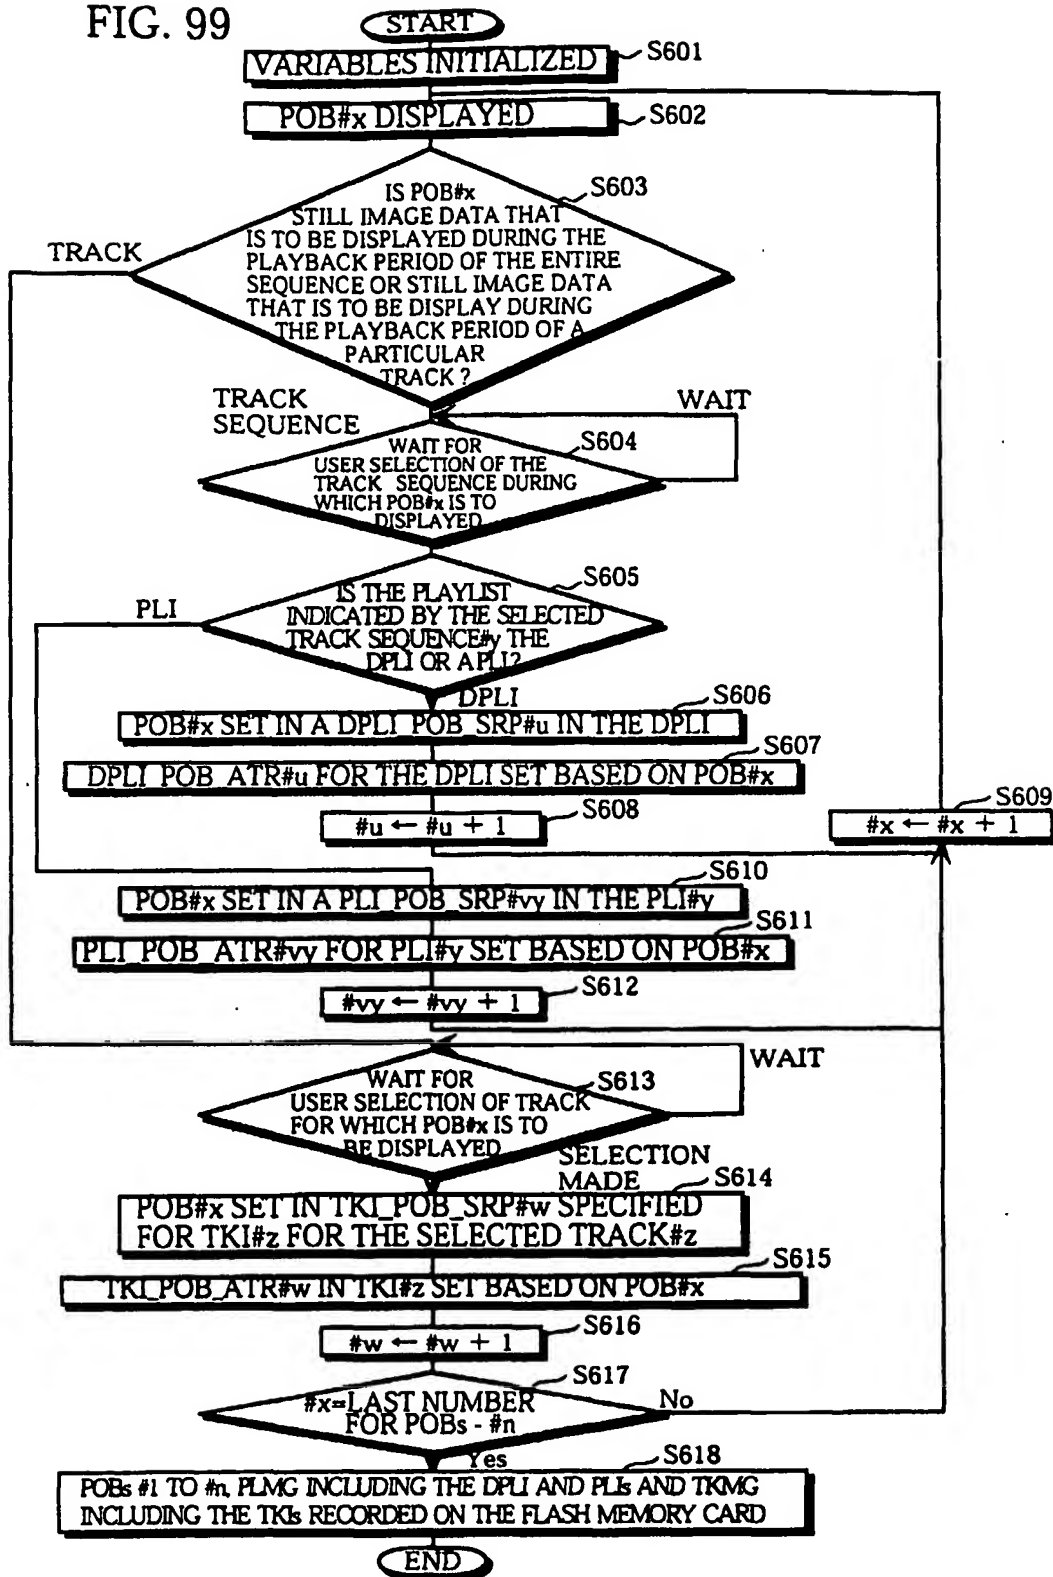 FIG. 99
START
VARIABLES INITIALIZED
S601
POB#x DISPLAYED
S602
S603
IS POB#x
STILL IMAGE DATA THAT
IS TO BE DISPLAYED DURING THE
PLAYBACK PERIOD OF THE ENTIRE
SEQUENCE OR STILL IMAGE DATA
THAT IS TO BE DISPLAY DURING
THE PLAYBACK PERIOD OF A
PARTICULAR
TRACK ?
TRACK
TRACK
SEQUENCE
WAIT
S604
WAIT FOR
USER SELECTION OF THE
TRACK SEQUENCE DURING
WHICH POB#x IS TO
DISPLAYED
S605
IS THE PLAYLIST
INDICATED BY THE SELECTED
TRACK SEQUENCE#y THE
DPLI OR A PLI?
PLI
DPLI
S606
POB#x SET IN A DPLI_POB_SRP#u IN THE DPLI
S607
DPLI_POB_ATR#u FOR THE DPLI SET BASED ON POB#x
S608
#u ← #u + 1
S609
#x ← #x + 1
S610
POB#x SET IN A PLI_POB_SRP#vy IN THE PLI#y
S611
PLI_POB_ATR#vy FOR PLI#y SET BASED ON POB#x
S612
#vy ← #vy + 1
WAIT
S613
WAIT FOR
USER SELECTION OF TRACK
FOR WHICH POB#x IS TO
BE DISPLAYED
SELECTION
MADE
S614
POB#x SET IN TKI_POB_SRP#w SPECIFIED
FOR TKI#z FOR THE SELECTED TRACK#z
S615
TKI_POB_ATR#w IN TKI#z SET BASED ON POB#x
S616
#w ← #w + 1
S617
#x=LAST NUMBER
FOR POBs - #n
No
Yes
S618
POBs #1 TO #n, PLMG INCLUDING THE DPLI AND PLIs AND TKMG
INCLUDING THE TKIs RECORDED ON THE FLASH MEMORY CARD
END